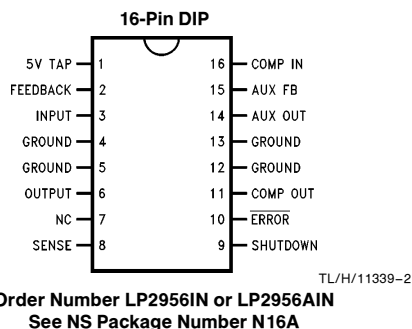 16-Pin DIP
5V TAP 1 16 COMP IN
FEEDBACK 2 15 AUX FB
INPUT 3 14 AUX OUT
GROUND 4 13 GROUND
GROUND 5 12 GROUND
OUTPUT 6 11 COMP OUT
NC 7 10 ERROR
SENSE 8 9 SHUTDOWN
TL/H/11339–2
Order Number LP2956IN or LP2956AIN
See NS Package Number N16A